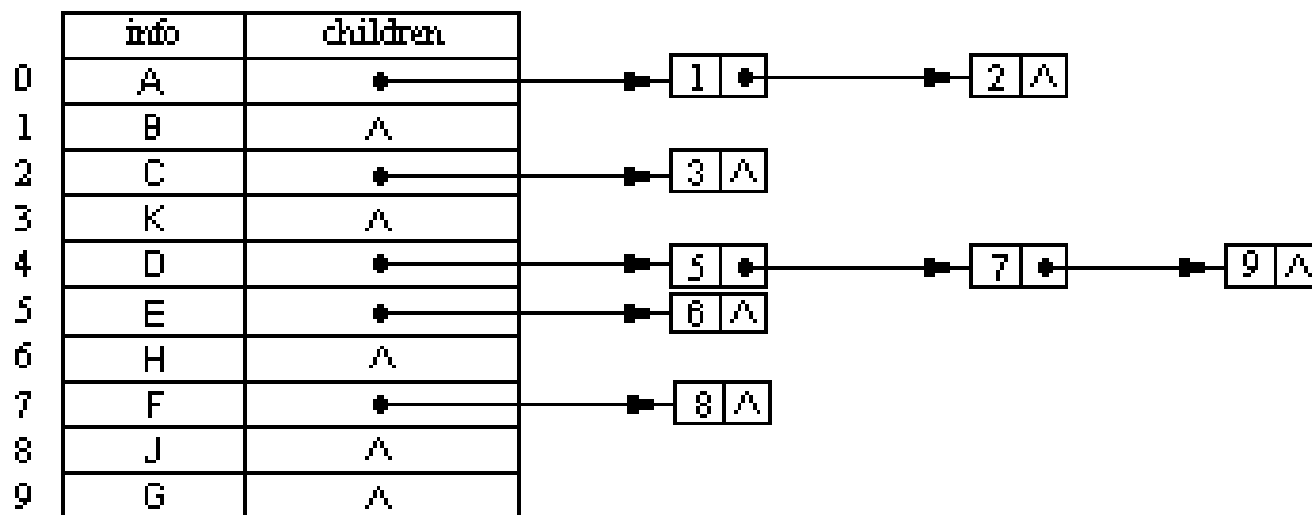 info children
0 A 1 2 ^
1 B ^
2 C 3 ^
3 K ^
4 D 5 7 9 ^
5 E 6 ^
6 H ^
7 F 8 ^
8 J ^
9 G ^